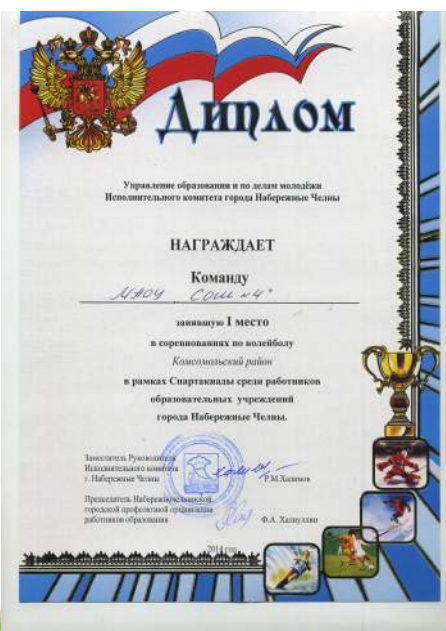 Диплом
Управление образования и по делам молодёжи
Исполнительного комитета города Набережные Челны
НАГРАЖДАЕТ
Команду
МАОУ "СОШ №4"
занявшую I место
в соревнованиях по волейболу
Комсомольский район
в рамках Спартакиады среди работников
образовательных учреждений
города Набережные Челны.
Заместитель Руководителя
Исполнительного комитета
г. Набережные Челны
Р.М.Халимов
Председатель Набережночелнинской
городской профсоюзной организации
работников образования
Ф.А.
2014 год